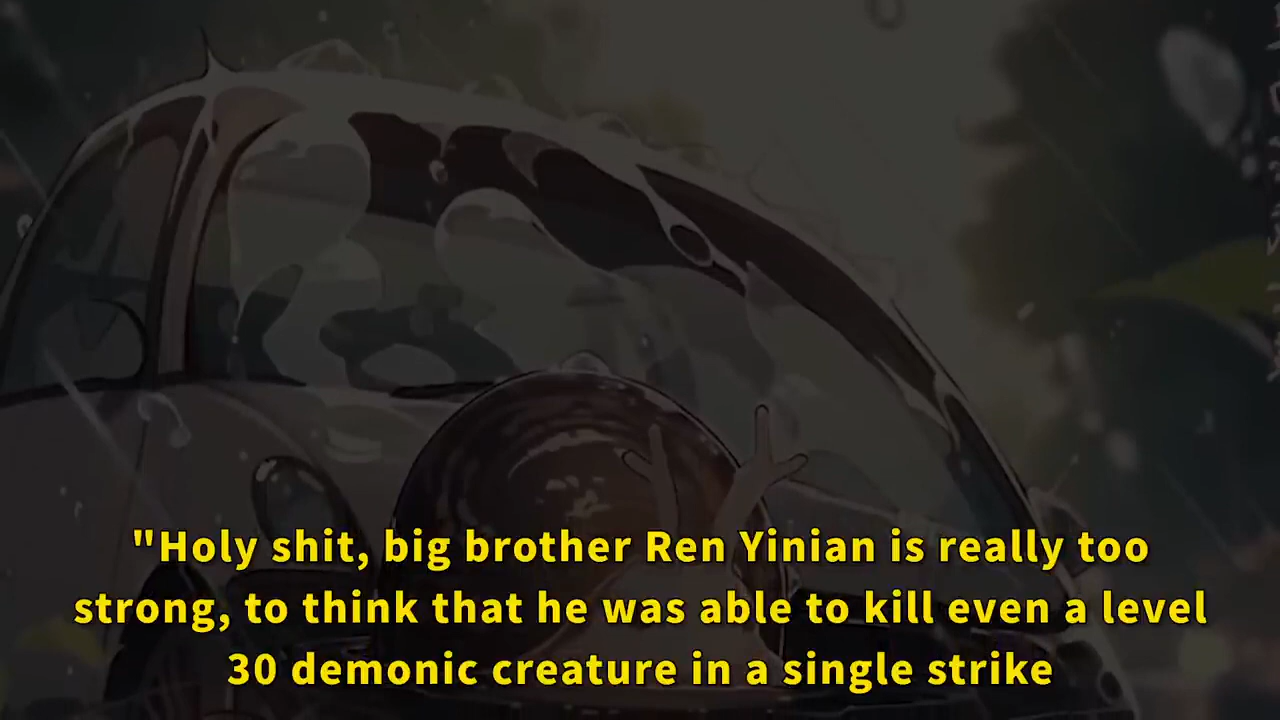 "Holy shit, big brother Ren Yinian is really too
strong, to think that he was able to kill even a level
30 demonic creature in a single strike